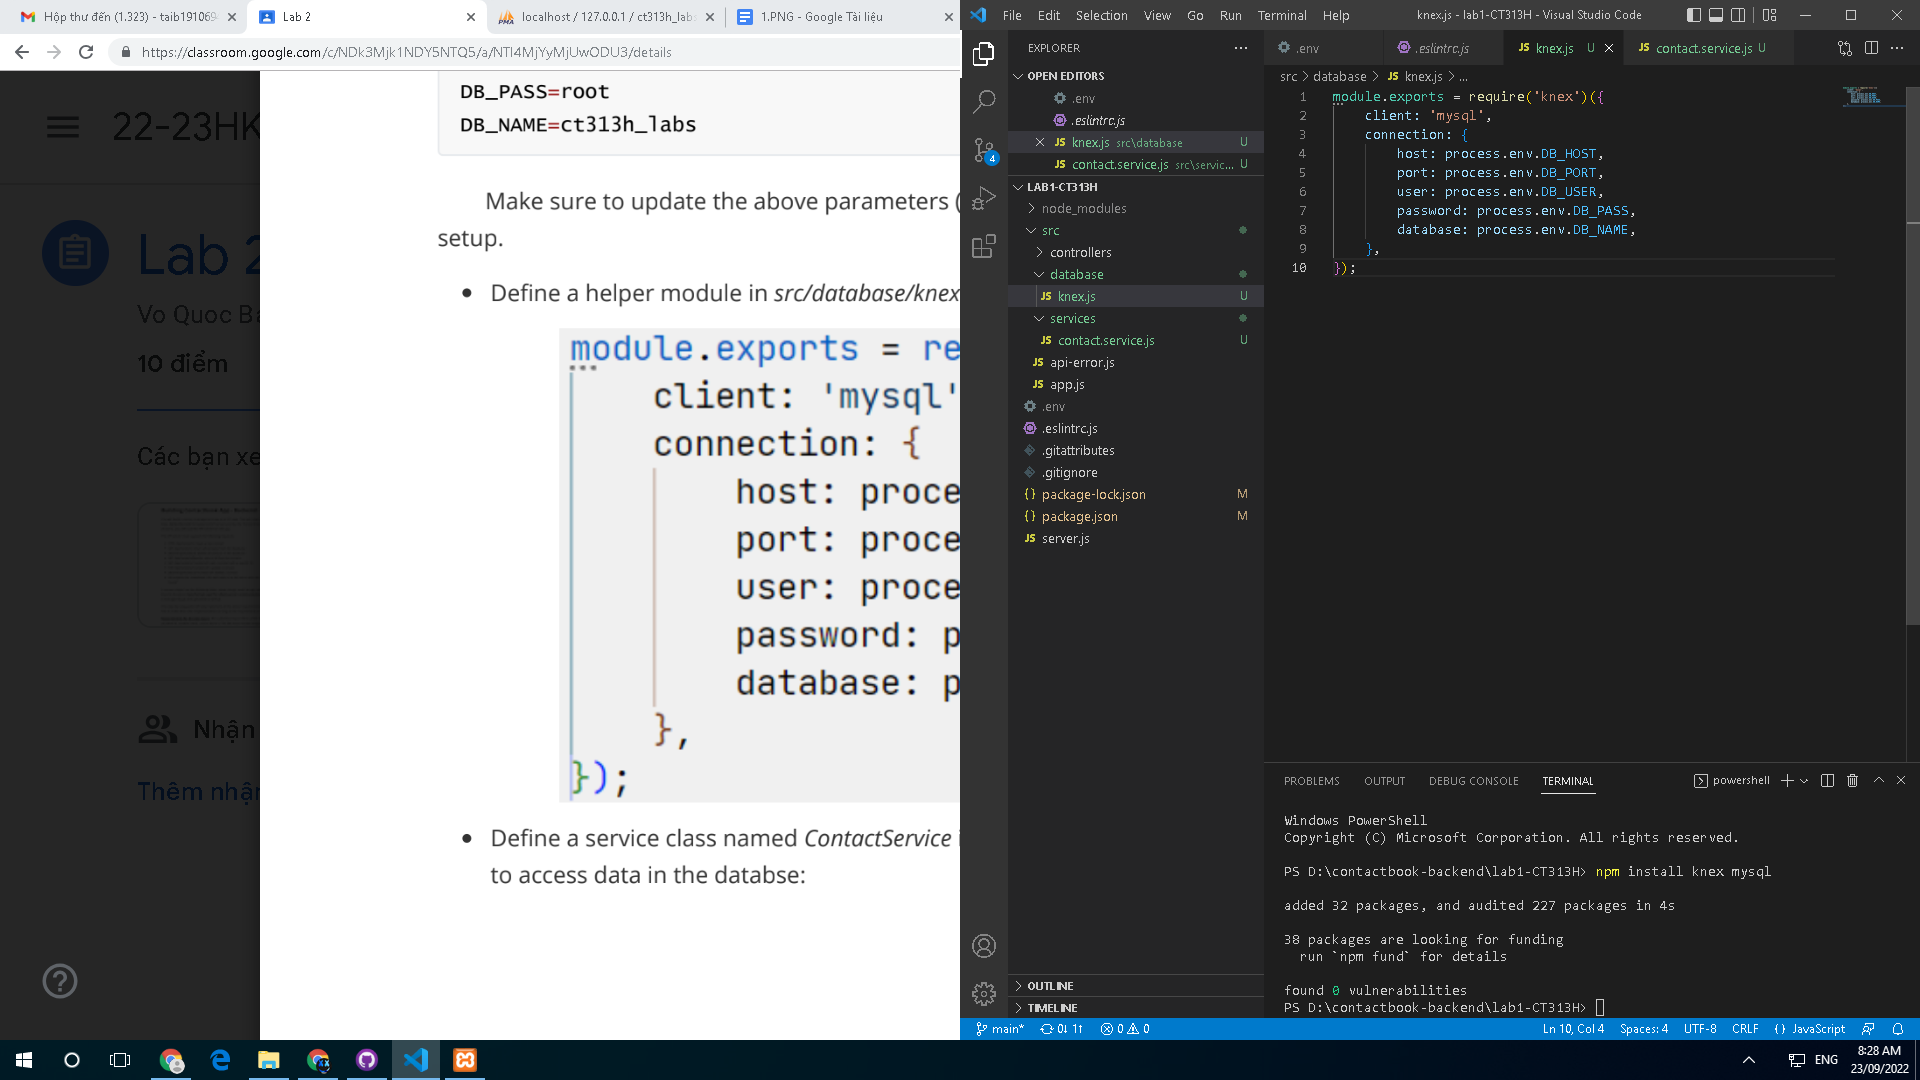 Hộp thư đến (1.323) - taib19106
Lab 2
localhost / 127.0.0.1 / ct313h_labs
1.PNG - Google Tài liệu
https://classroom.google.com/c/NDk3Mjk1NDY5NTQ5/a/NTI4MjYyMjUwODU3/details
22-23HK
Lab 2
Vo Quoc Ba
10 điểm
Các bạn xe
Nhận
Thêm nhận
DB_PASS=root
DB_NAME=ct313h_labs
Make sure to update the above parameters (
setup.
Define a helper module in src/database/knex
module.exports = re
client: 'mysql'
connection: {
host: proce
port: proce
user: proce
password: p
database: p
},
});
Define a service class named ContactService i
to access data in the databse:
File Edit Selection View Go Run Terminal Help
knex.js - lab1-CT313H - Visual Studio Code
EXPLORER
OPEN EDITORS
.env
.eslintrc.js
knex.js src\database U
contact.service.js src\servic... U
LAB1-CT313H
node_modules
src
controllers
database
knex.js U
services
contact.service.js U
api-error.js
app.js
.env
.eslintrc.js
.gitattributes
.gitignore
package-lock.json M
package.json M
server.js
OUTLINE
TIMELINE
.env
.eslintrc.js
knex.js U
contact.service.js U
src > database > JS knex.js > ...
1 module.exports = require('knex')({
2 client: 'mysql',
3 connection: {
4 host: process.env.DB_HOST,
5 port: process.env.DB_PORT,
6 user: process.env.DB_USER,
7 password: process.env.DB_PASS,
8 database: process.env.DB_NAME,
9 },
10 });
PROBLEMS OUTPUT DEBUG CONSOLE TERMINAL
powershell
Windows PowerShell
Copyright (C) Microsoft Corporation. All rights reserved.
PS D:\contactbook-backend\lab1-CT313H> npm install knex mysql
added 32 packages, and audited 227 packages in 4s
38 packages are looking for funding
run `npm fund` for details
found 0 vulnerabilities
PS D:\contactbook-backend\lab1-CT313H>
4
main* 0↓ 1↑ 0 0
Ln 10, Col 4 Spaces: 4 UTF-8 CRLF {} JavaScript
ENG
8:28 AM
23/09/2022